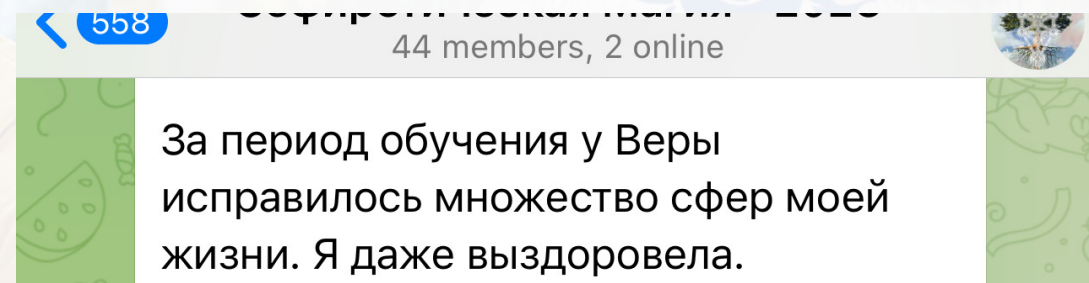 558
44 members, 2 online
За период обучения у Веры
исправилось множество сфер моей
жизни. Я даже выздоровела.